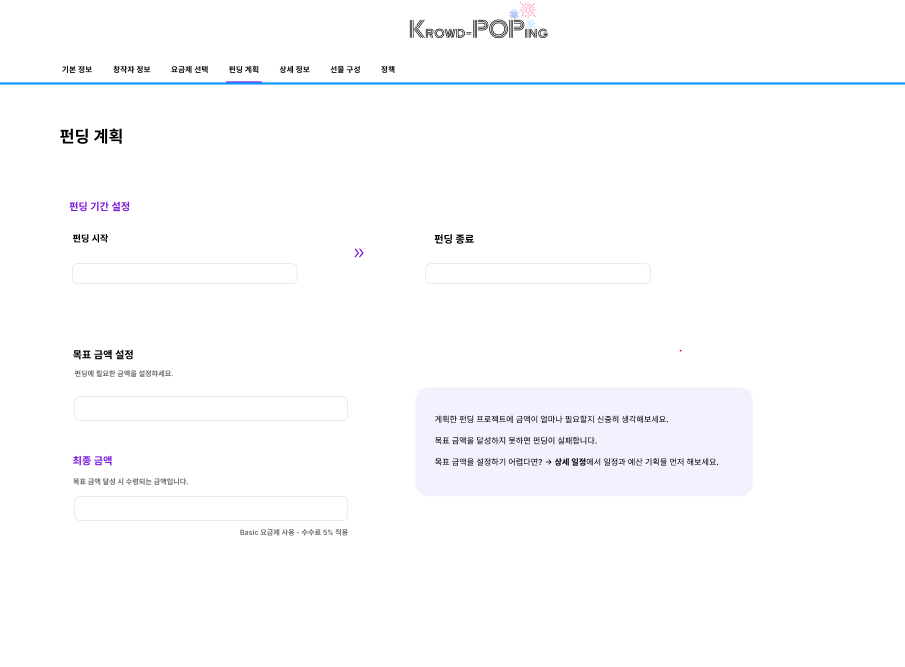 KROWD-POPING
기본 정보 창작자 정보 요금제 선택 펀딩 계획 상세 정보 선물 구성 정책
펀딩 계획
펀딩 기간 설정
펀딩 시작
펀딩 종료
목표 금액 설정
펀딩에 필요한 금액을 설정하세요.
계획한 펀딩 프로젝트에 금액이 얼마나 필요할지 신중히 생각해보세요.
목표 금액을 달성하지 못하면 펀딩이 실패합니다.
목표 금액을 설정하기 어렵다면? → 상세 일정에서 일정과 예산 기획을 먼저 해보세요.
최종 금액
목표 금액 달성 시 수령되는 금액입니다.
Basic 요금제 사용 - 수수료 5% 적용